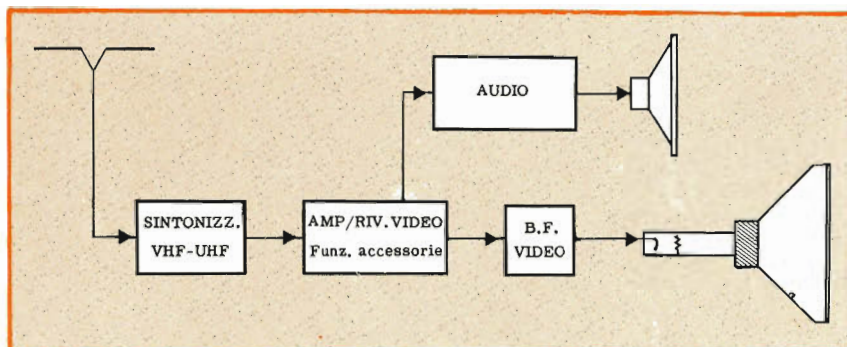 AUDIO
SINTONIZZ.
VHF-UHF
AMP/RIV. VIDEO
Funz. accessorie
B.F.
VIDEO